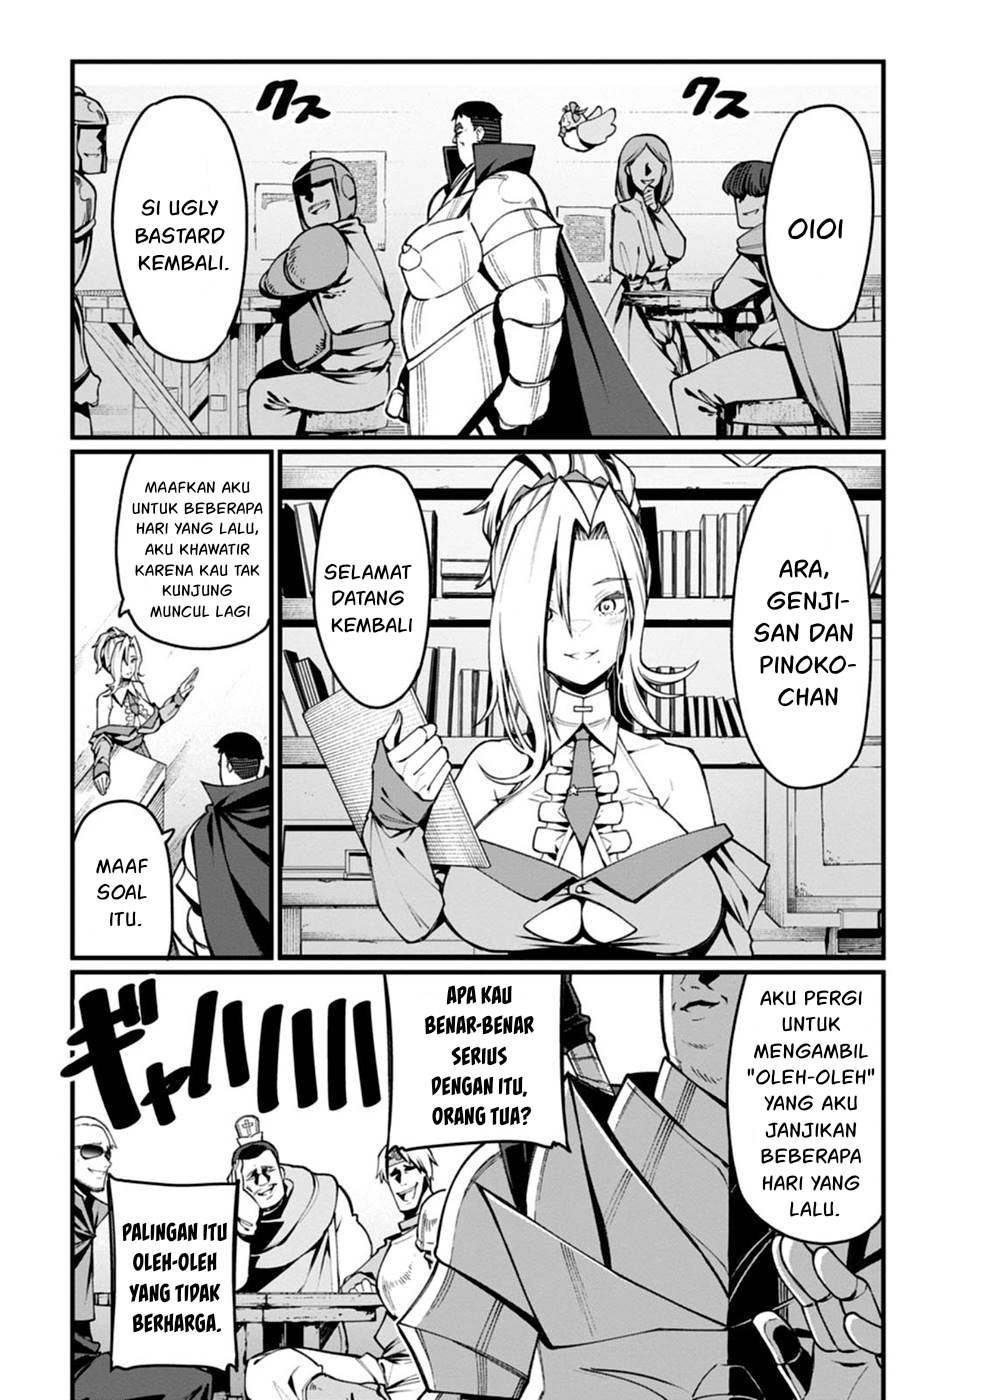 クス
OIOI
クス
SI UGLY
BASTARD
KEMBALI.
ARA,
GENJI-
SAN DAN
PINOKO-
CHAN
SELAMAT
DATANG
KEMBALI
MAAFKAN AKU
UNTUK BEBERAPA
HARI YANG LALU,
AKU KHAWATIR
KARENA KAU TAK
KUNJUNG
MUNCUL LAGI
MAAF
SOAL
ITU.
AKU PERGI
UNTUK
MENGAMBIL
"OLEH-OLEH"
YANG AKU
JANJIKAN
BEBERAPA
HARI YANG
LALU.
APA KAU
BENAR-BENAR
SERIUS
DENGAN ITU,
ORANG TUA?
ギャハハハハ
PALINGAN ITU
OLEH-OLEH
YANG TIDAK
BERHARGA.